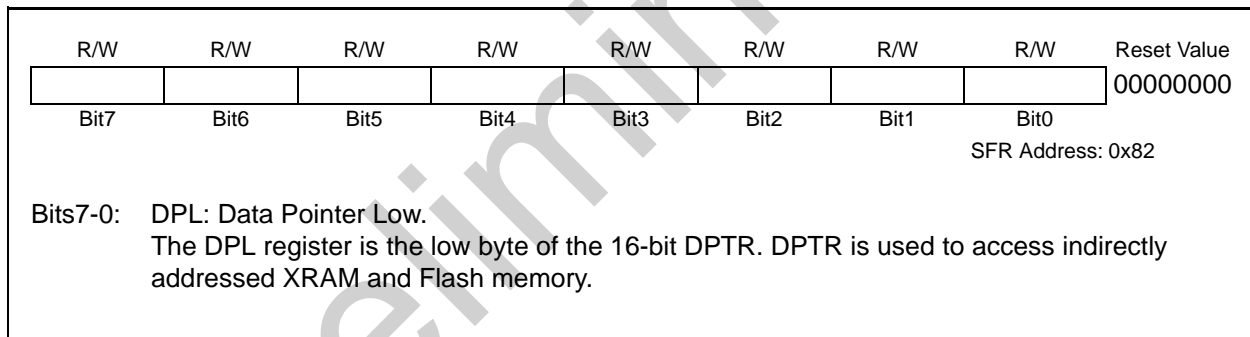 R/W R/W R/W R/W R/W R/W R/W R/W Reset Value
00000000
Bit7 Bit6 Bit5 Bit4 Bit3 Bit2 Bit1 Bit0
SFR Address: 0x82
Bits7-0: DPL: Data Pointer Low.
The DPL register is the low byte of the 16-bit DPTR. DPTR is used to access indirectly
addressed XRAM and Flash memory.
elimin